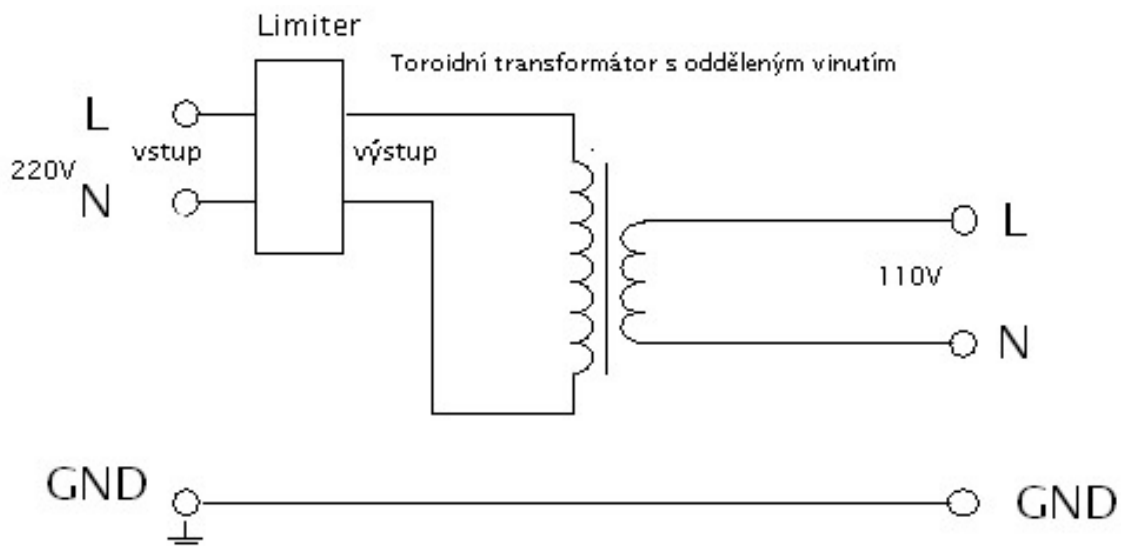 Limiter
Toroidní transformátor s odděleným vinutím
L
vstup
výstup
220V
N
L
110V
N
GND
GND